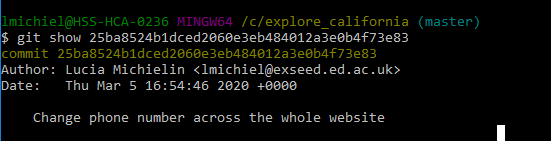 lmichiel@HSS-HCA-0236 MINGW64 /c/explore_california (master)
$ git show 25ba8524b1dced2060e3eb484012a3e0b4f73e83
commit 25ba8524b1dced2060e3eb484012a3e0b4f73e83
Author: Lucia Michielin <lmichiel@exseed.ed.ac.uk>
Date:   Thu Mar 5 16:54:46 2020 +0000
    Change phone number across the whole website